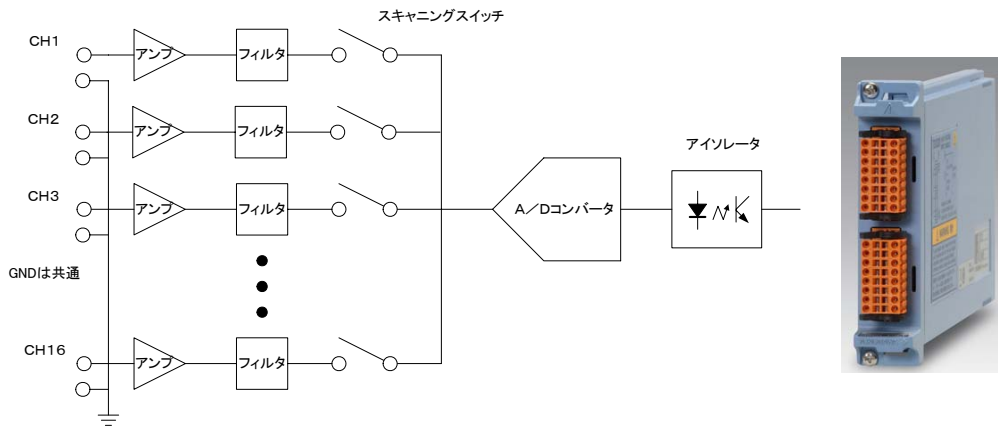 スキャニングスイッチ
CH1
アンプ
フィルタ
CH2
アンプ
フィルタ
アイソレータ
CH3
アンプ
フィルタ
A/Dコンバータ
GNDは共通
CH16
アンプ
フィルタ